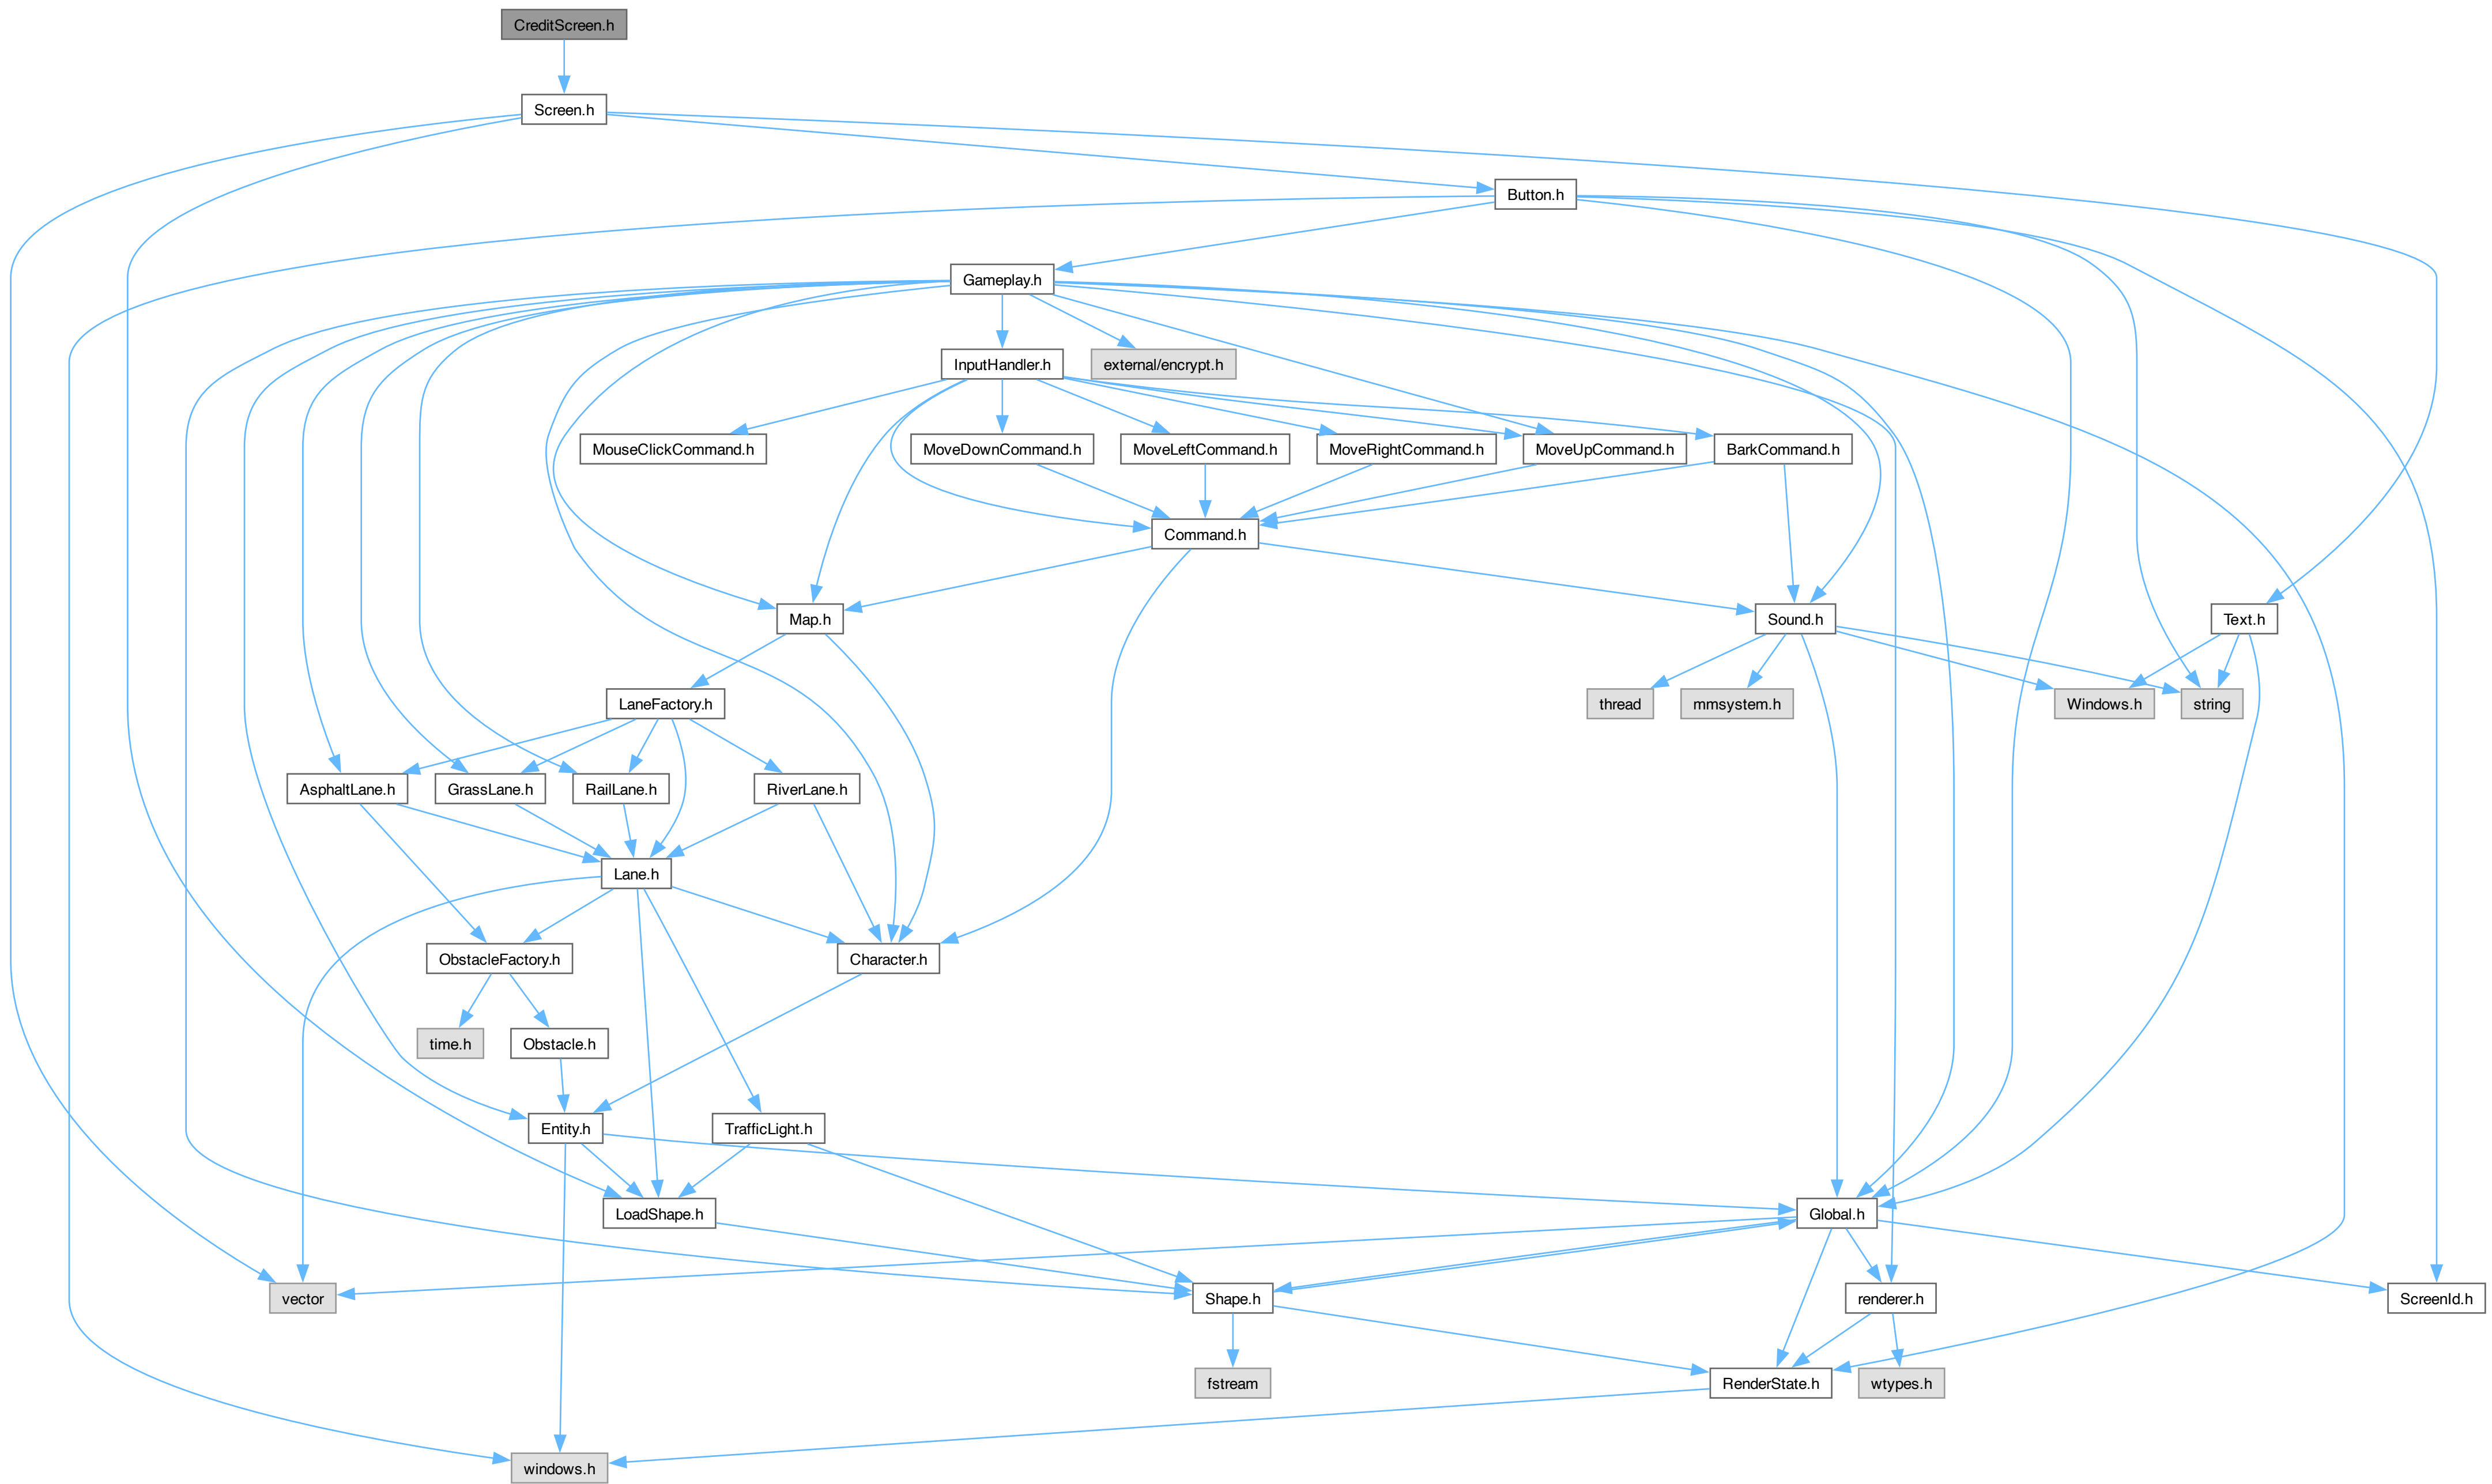 CreditScreen.h
Screen.h
Button.h
Gameplay.h
InputHandler.h
external/encrypt.h
MouseClickCommand.h
MoveDownCommand.h
MoveLeftCommand.h
MoveRightCommand.h
MoveUpCommand.h
BarkCommand.h
Command.h
Map.h
Sound.h
Text.h
LaneFactory.h
thread
mmsystem.h
Windows.h
string
AsphaltLane.h
GrassLane.h
RailLane.h
RiverLane.h
Lane.h
ObstacleFactory.h
Character.h
time.h
Obstacle.h
Entity.h
TrafficLight.h
LoadShape.h
Global.h
vector
Shape.h
renderer.h
ScreenId.h
fstream
RenderState.h
wtypes.h
windows.h